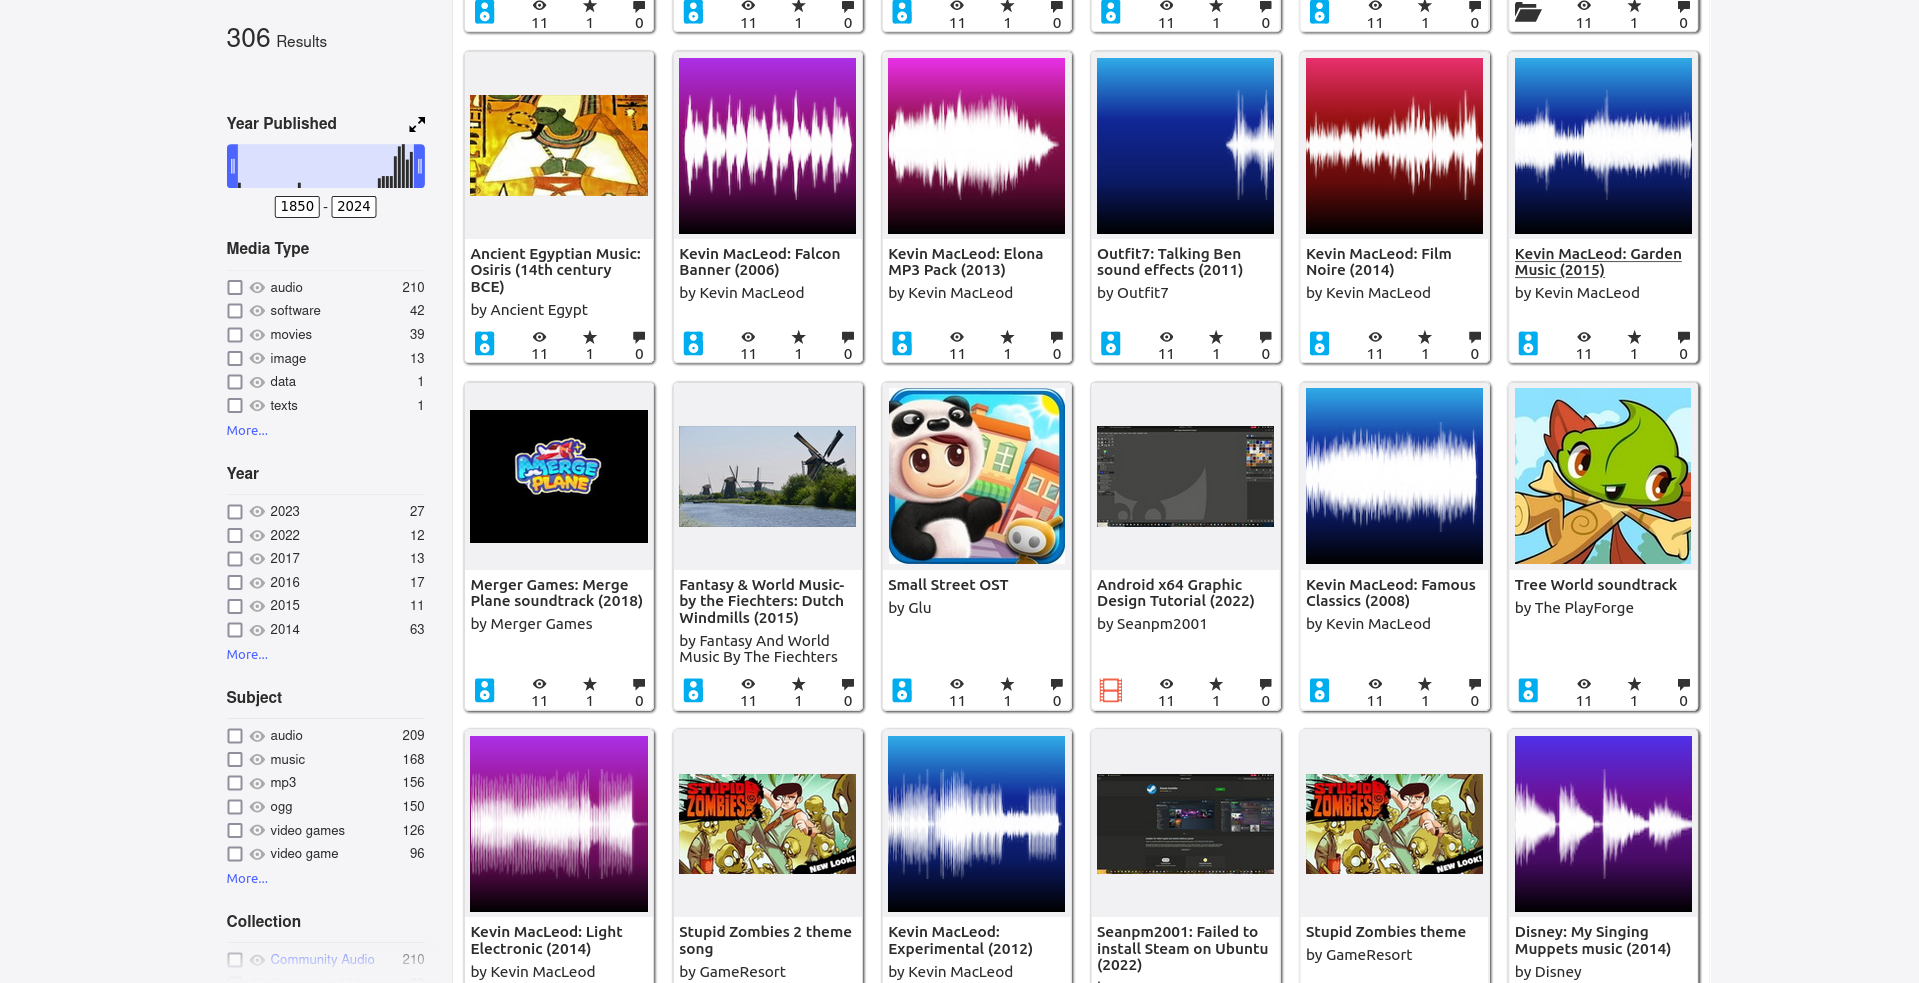 306 Results
Year Published
1850 - 2024
Media Type
audio 210
software 42
movies 39
image 13
data 1
texts 1
More...
Year
2023 27
2022 12
2017 13
2016 17
2015 11
2014 63
More...
Subject
audio 209
music 168
mp3 156
ogg 150
video games 126
video game 96
More...
Collection
Community Audio 210
11 1 0
11 1 0
11 1 0
11 1 0
11 1 0
11 1 0
Ancient Egyptian Music:
Osiris (14th century
BCE)
by Ancient Egypt
11 1 0
Kevin MacLeod: Falcon
Banner (2006)
by Kevin MacLeod
11 1 0
Kevin MacLeod: Elona
MP3 Pack (2013)
by Kevin MacLeod
11 1 0
Outfit7: Talking Ben
sound effects (2011)
by Outfit7
11 1 0
Kevin MacLeod: Film
Noire (2014)
by Kevin MacLeod
11 1 0
Kevin MacLeod: Garden
Music (2015)
by Kevin MacLeod
11 1 0
MERGE
PLANE
Merger Games: Merge
Plane soundtrack (2018)
by Merger Games
11 1 0
Fantasy & World Music-
by the Fiechters: Dutch
Windmills (2015)
by Fantasy And World
Music By The Fiechters
11 1 0
Small Street OST
by Glu
11 1 0
Android x64 Graphic
Design Tutorial (2022)
by Seanpm2001
11 1 0
Kevin MacLeod: Famous
Classics (2008)
by Kevin MacLeod
11 1 0
Tree World soundtrack
by The PlayForge
11 1 0
Kevin MacLeod: Light
Electronic (2014)
by Kevin MacLeod
STUPID
ZOMBIES
NEW LOOK!
Stupid Zombies 2 theme
song
by GameResort
Kevin MacLeod:
Experimental (2012)
by Kevin MacLeod
Seanpm2001: Failed to
install Steam on Ubuntu
(2022)
STUPID
ZOMBIES
NEW LOOK!
Stupid Zombies theme
by GameResort
Disney: My Singing
Muppets music (2014)
by Disney